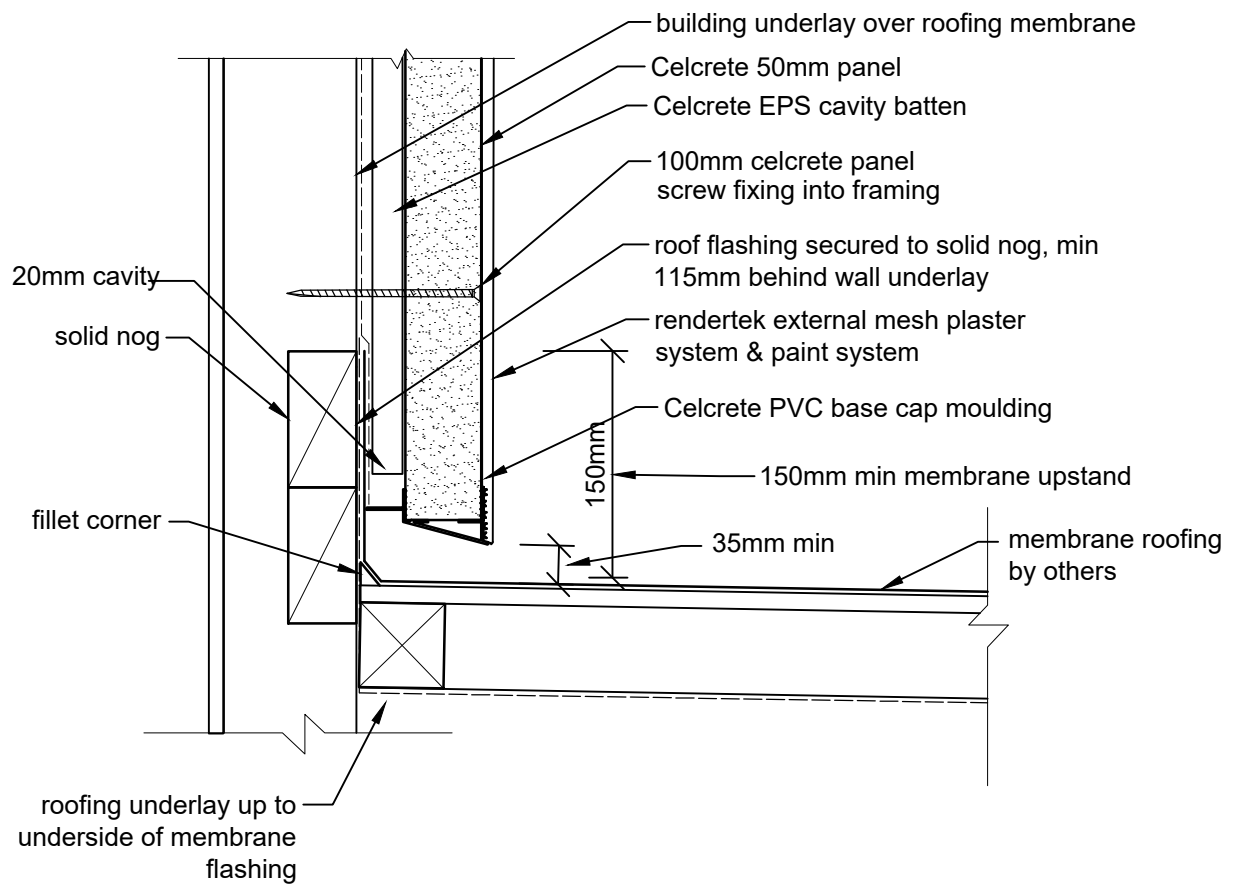 building underlay over roofing membrane
Celcrete 50mm panel
Celcrete EPS cavity batten
100mm celcrete panel
screw fixing into framing
roof flashing secured to solid nog, min
115mm behind wall underlay
20mm cavity
solid nog
rendertek external mesh plaster
system & paint system
Celcrete PVC base cap moulding
150mm
150mm min membrane upstand
fillet corner
35mm min
membrane roofing
by others
roofing underlay up to
underside of membrane
flashing